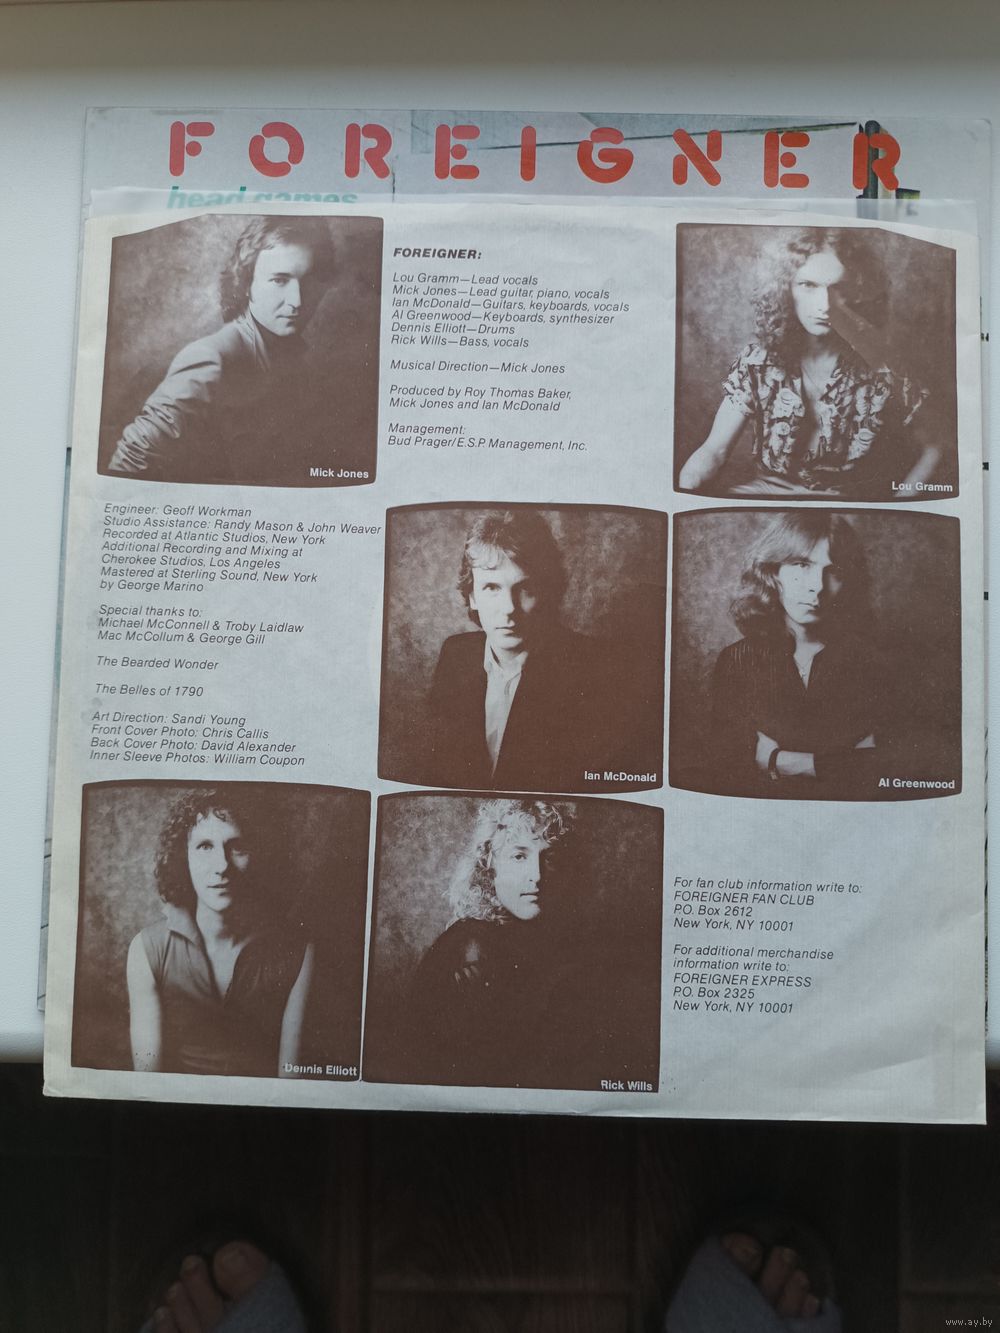 FOREIGNER
head games
FOREIGNER:
Lou Gramm—Lead vocals
Mick Jones—Lead guitar, piano, vocals
Ian McDonald—Guitars, keyboards, vocals
Al Greenwood—Keyboards, synthesizer
Dennis Elliott—Drums
Rick Wills—Bass, vocals
Musical Direction—Mick Jones
Produced by Roy Thomas Baker,
Mick Jones and Ian McDonald
Management:
Bud Prager/E.S.P. Management, Inc.
Mick Jones
Lou Gramm
Engineer: Geoff Workman
Studio Assistance: Randy Mason & John Weaver
Recorded at Atlantic Studios, New York
Additional Recording and Mixing at
Cherokee Studios, Los Angeles
Mastered at Sterling Sound, New York
by George Marino
Special thanks to:
Michael McConnell & Troby Laidlaw
Mac McCollum & George Gill
The Bearded Wonder
The Belles of 1790
Art Direction: Sandi Young
Front Cover Photo: Chris Callis
Back Cover Photo: David Alexander
Inner Sleeve Photos: William Coupon
Ian McDonald
Al Greenwood
Dennis Elliott
Rick Wills
For fan club information write to:
FOREIGNER FAN CLUB
P.O. Box 2612
New York, NY 10001
For additional merchandise
information write to:
FOREIGNER EXPRESS
P.O. Box 2325
New York, NY 10001
www.ay.by